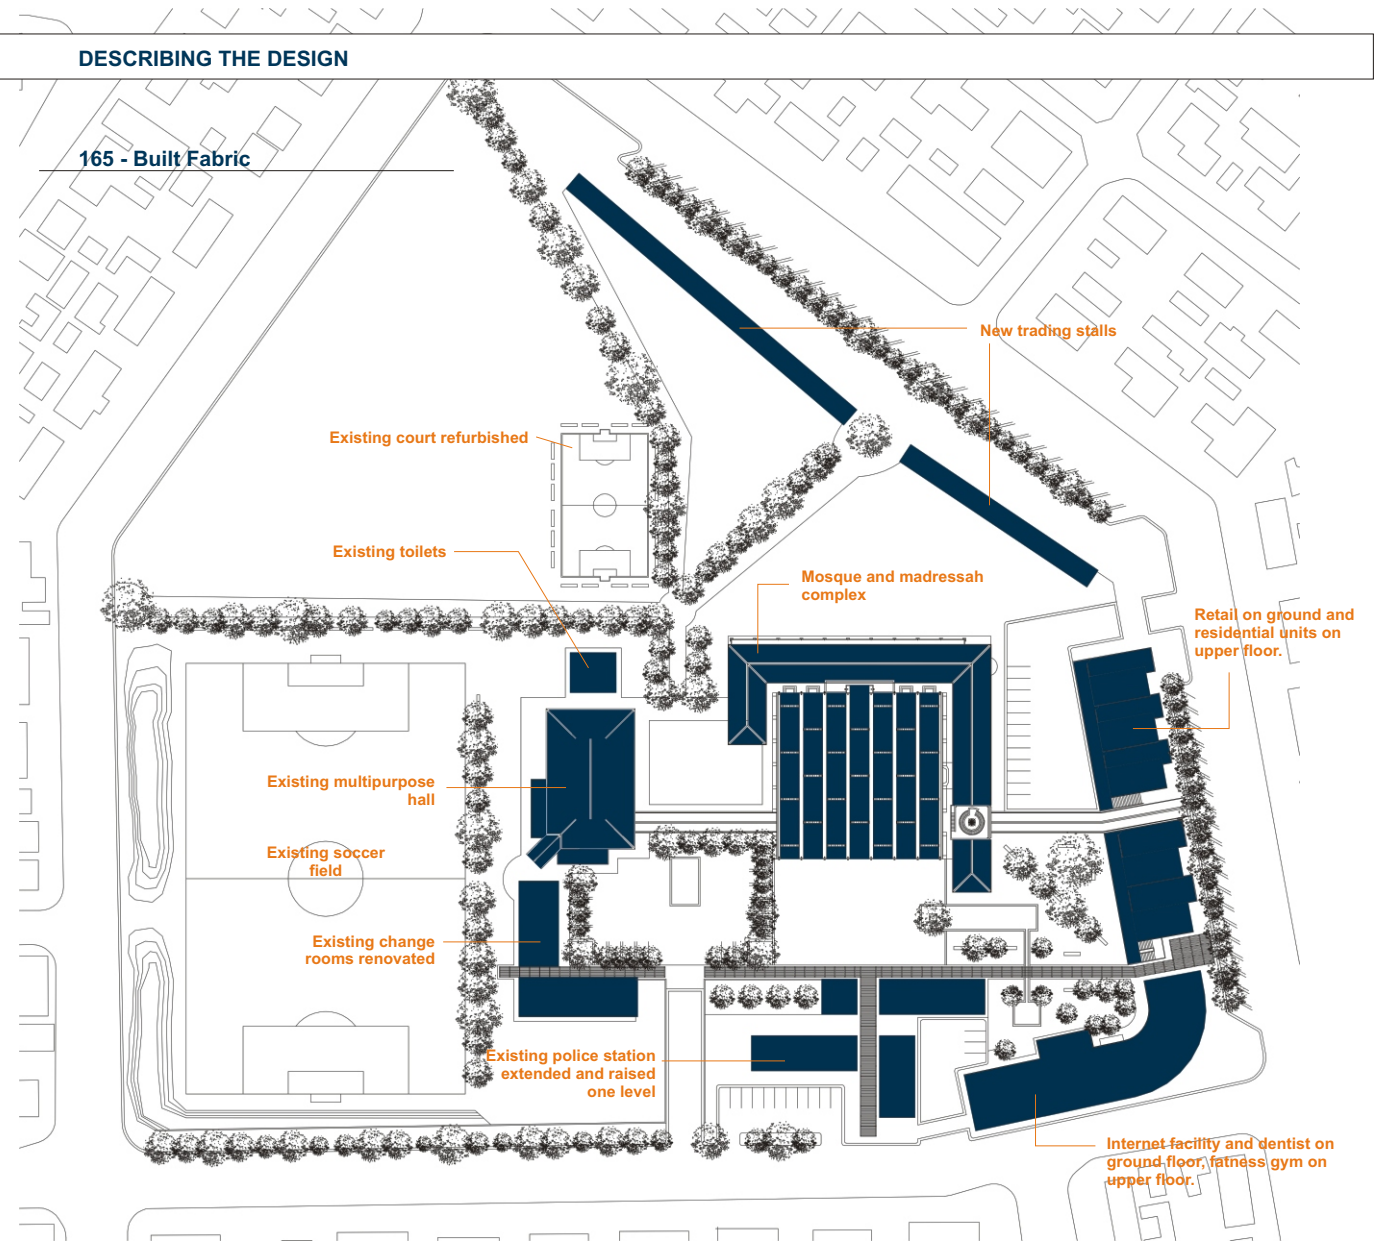 DESCRIBING THE DESIGN
165 - Built Fabric
New trading stalls
Existing court refurbished
Existing toilets
Mosque and madressah
complex
Retail on ground and
residential units on
upper floor.
Existing multipurpose
hall
Existing soccer
field
Existing change
rooms renovated
Existing police station
extended and raised
one level
Internet facility and dentist on
ground floor, fatness gym on
upper floor.